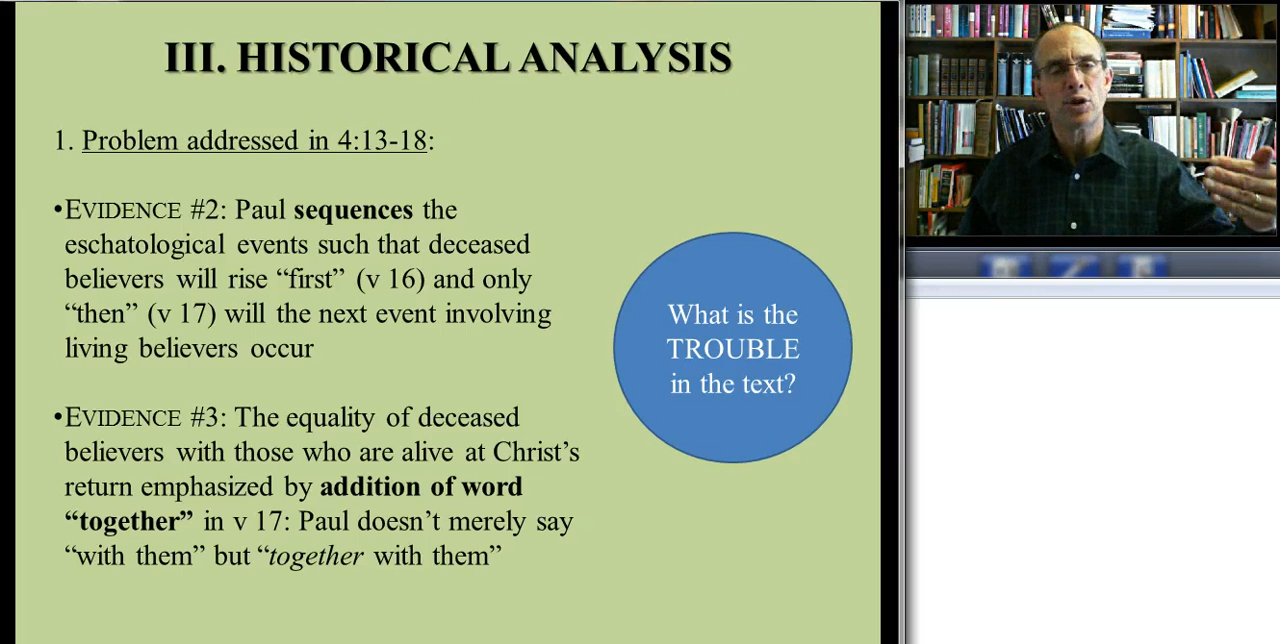 III. HISTORICAL ANALYSIS
1. Problem addressed in 4:13-18:
•EVIDENCE #2: Paul sequences the
eschatological events such that deceased
believers will rise “first” (v 16) and only
“then” (v 17) will the next event involving
living believers occur
•EVIDENCE #3: The equality of deceased
believers with those who are alive at Christ’s
return emphasized by addition of word
“together” in v 17: Paul doesn’t merely say
“with them” but “together with them”
What is the
TROUBLE
in the text?